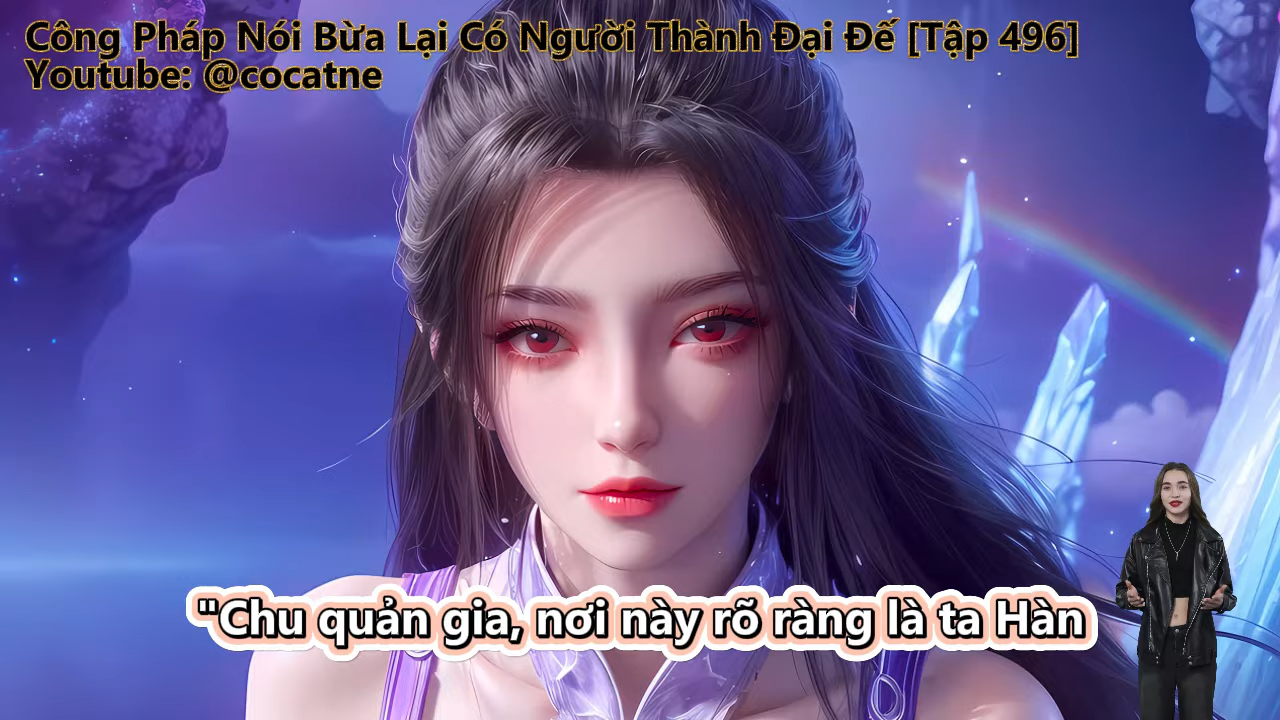 Công Pháp Nói Bừa Lại Có Người Thành Đại Đế [Tập 496]
Youtube: @cocatne
"Chu quản gia, nơi này rõ ràng là ta Hàn